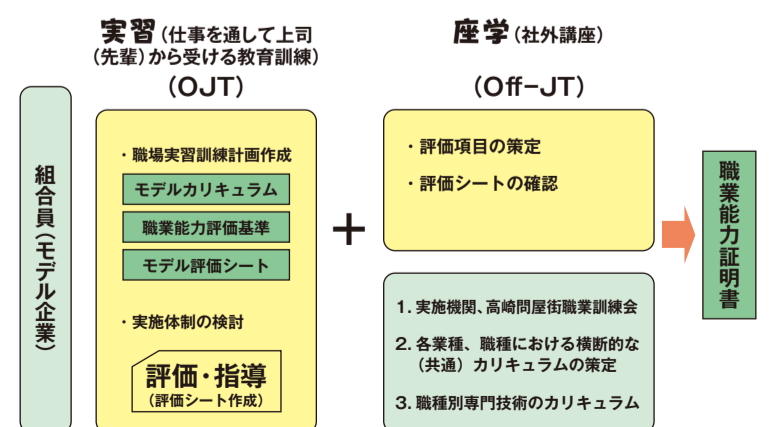 実習(仕事を通して上司
(先輩)から受ける教育訓練)
(OJT)
座学(社外講座)
(Off-JT)
組合員(モデル企業)
・職場実習訓練計画作成
モデルカリキュラム
職業能力評価基準
モデル評価シート
・実施体制の検討
評価・指導
(評価シート作成)
+
・評価項目の策定
・評価シートの確認
1. 実施機関、高崎問屋街職業訓練会
2. 各業種、職種における横断的な
(共通)カリキュラムの策定
3. 職種別専門技術のカリキュラム
職業能力証明書